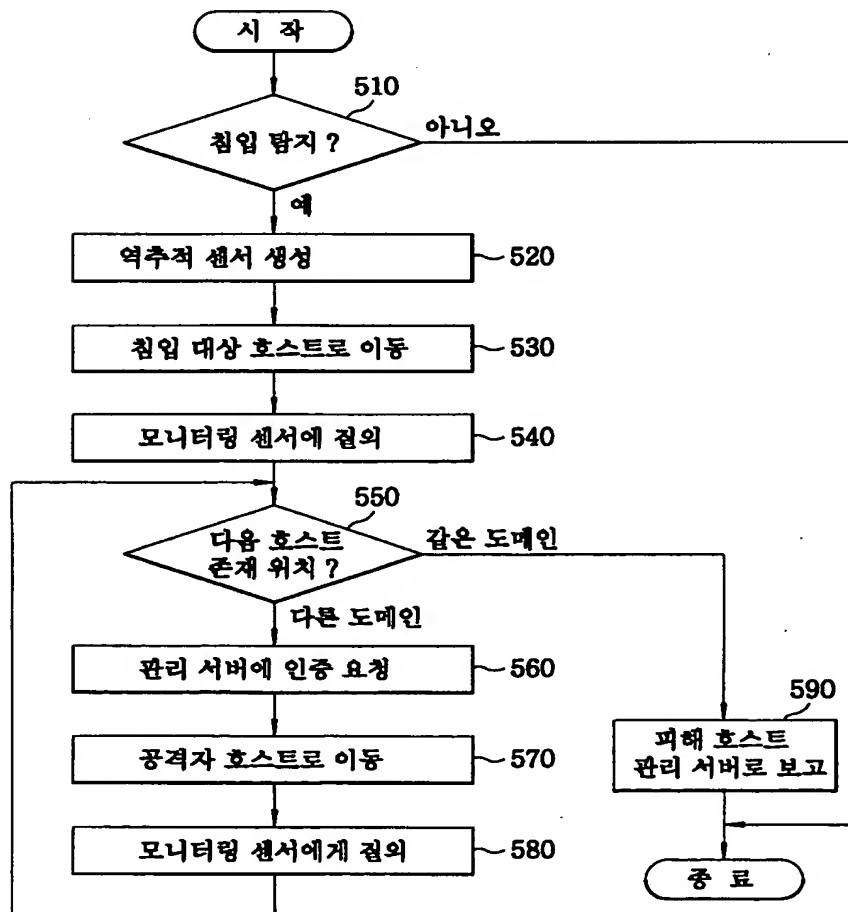 시 작
510
침입 탐지 ?
아니오
예
역추적 센서 생성
520
침입 대상 호스트로 이동
530
모니터링 센서에 질의
540
550
다음 호스트
존재 위치 ?
같은 도메인
다른 도메인
관리 서버에 인증 요청
560
공격자 호스트로 이동
570
모니터링 센서에게 질의
580
590
피해 호스트
관리 서버로 보고
종 료